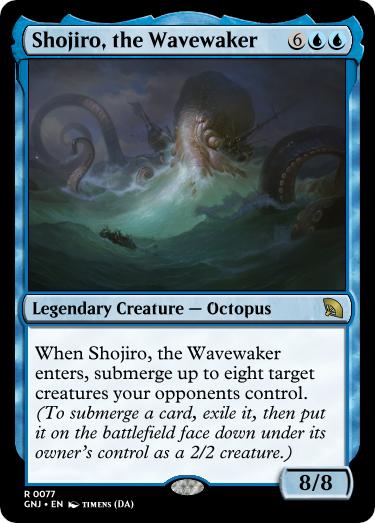 Shojiro, the Wavewaker 6
Legendary Creature — Octopus
When Shojiro, the Wavewaker
enters, submerge up to eight target
creatures your opponents control.
(To submerge a card, exile it, then put
it on the battlefield face down under its
owner's control as a 2/2 creature.)
8/8
R 0077
GNJ • EN TIMENS (DA)